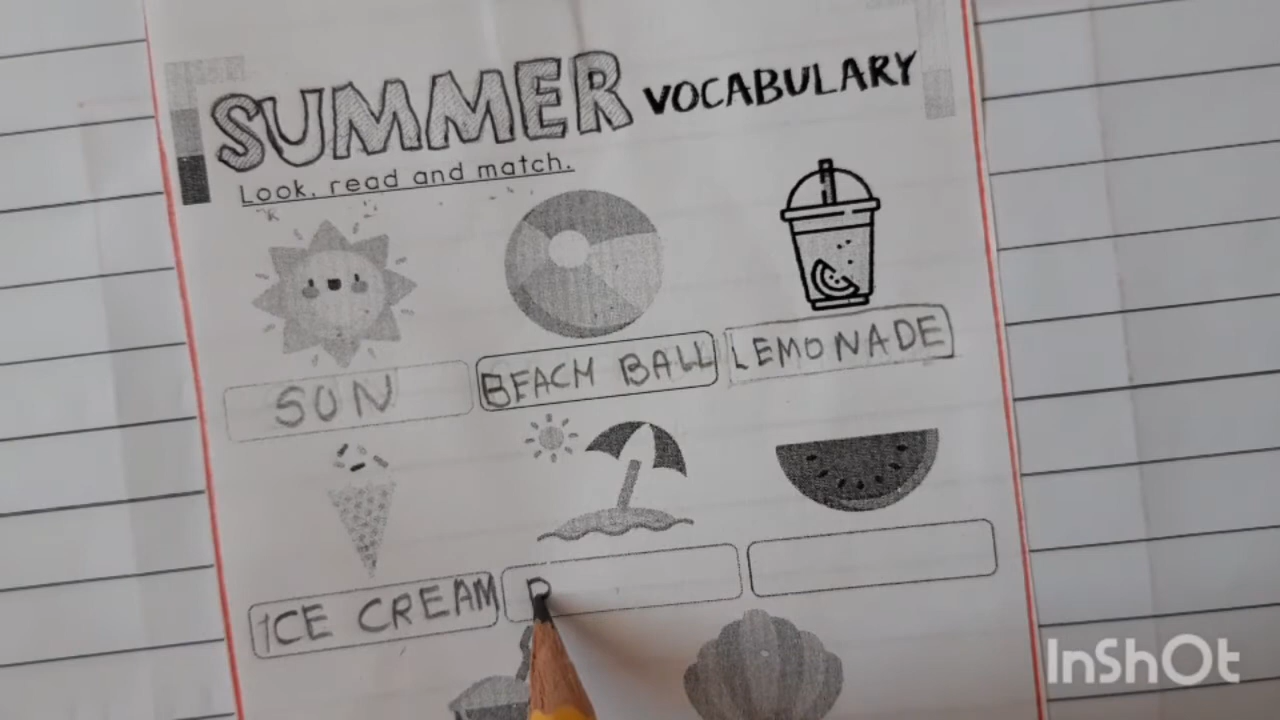 SUMMER VOCABULARY
Look, read and match.
SUN
BEACH BALL
LEMONADE
ICE CREAM
InShOt